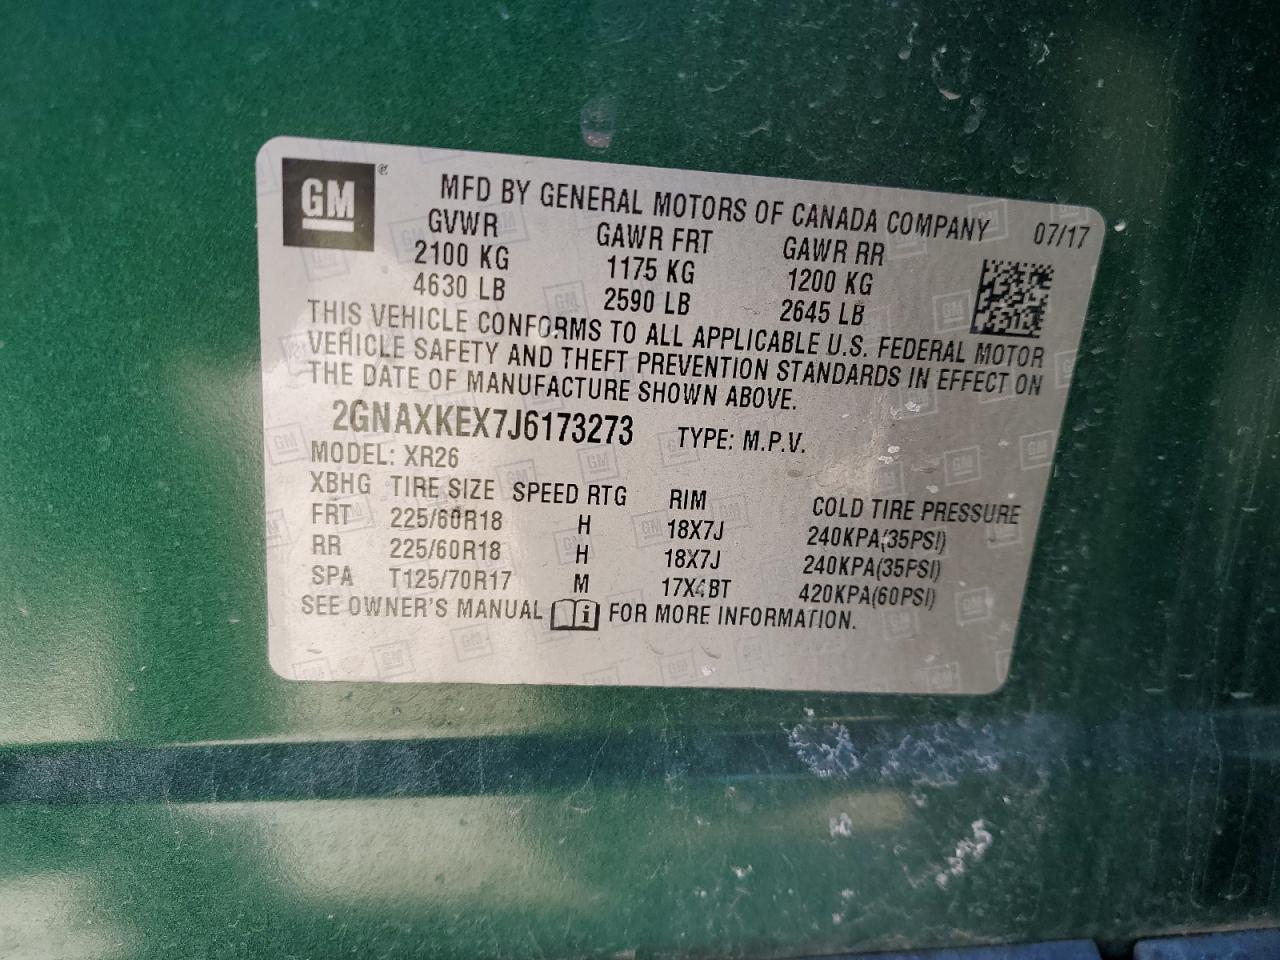 GM
MFD BY GENERAL MOTORS OF CANADA COMPANY 07/17
GVWR GAWR FRT GAWR RR
2100 KG 1175 KG 1200 KG
4630 LB 2590 LB 2645 LB
THIS VEHICLE CONFORMS TO ALL APPLICABLE U.S. FEDERAL MOTOR
VEHICLE SAFETY AND THEFT PREVENTION STANDARDS IN EFFECT ON
THE DATE OF MANUFACTURE SHOWN ABOVE.
2GNAXKEX7J6173273 TYPE: M.P.V.
MODEL: XR26
XBHG TIRE SIZE SPEED RTG RIM COLD TIRE PRESSURE
FRT 225/60R18 H 18X7J 240KPA(35PSI)
RR 225/60R18 H 18X7J 240KPA(35PSI)
SPA T125/70R17 M 17X4BT 420KPA(60PSI)
SEE OWNER'S MANUAL i FOR MORE INFORMATION.